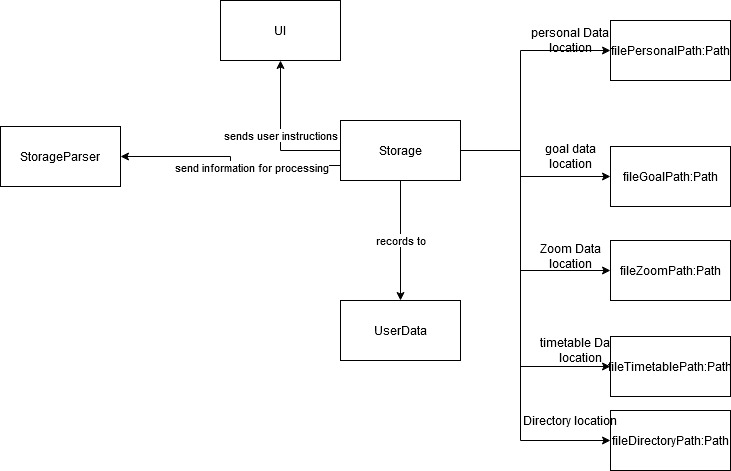 UI
personal Data
location
filePersonalPath:Path
sends user instructions
Storage
StorageParser
send information for processing
goal data
location
fileGoalPath:Path
records to
Zoom Data
location
fileZoomPath:Path
UserData
timetable Da
location
fileTimetablePath:Path
Directory location
fileDirectoryPath:Path